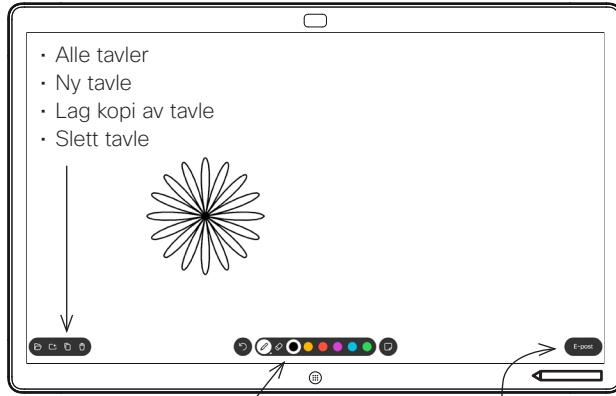 · Alle tavler
· Ny tavle
· Lag kopi av tavle
· Slett tavle
E-post